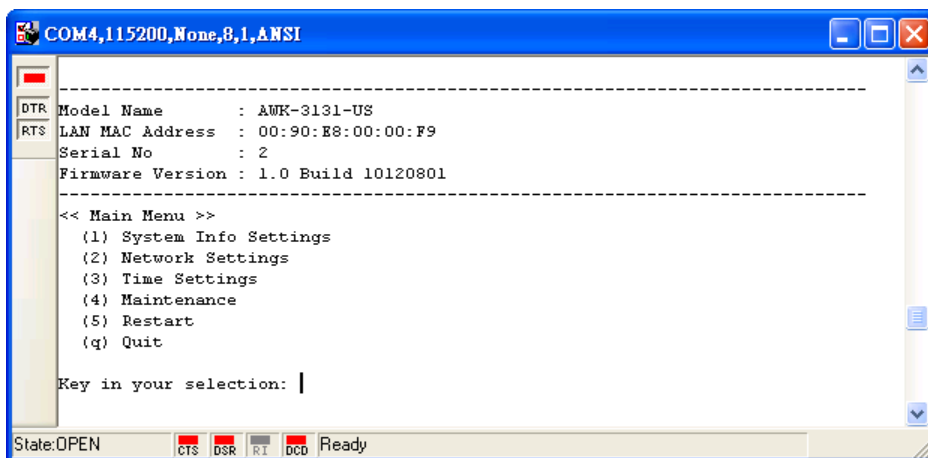 COM4,115200,None,8,1,ANSI
DTR
RTS
--------------------------------------------------------------------------------
Model Name        : AWK-3131-US
LAN MAC Address  : 00:90:E8:00:00:F9
Serial No         : 2
Firmware Version : 1.0 Build 10120801
--------------------------------------------------------------------------------
<< Main Menu >>
  (1) System Info Settings
  (2) Network Settings
  (3) Time Settings
  (4) Maintenance
  (5) Restart
  (q) Quit
Key in your selection:
State:OPEN CTS DSR RI DCD Ready